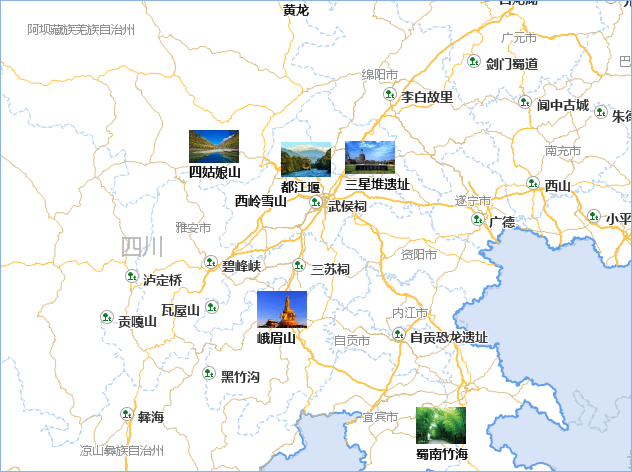 黄龙
阿坝藏族羌族自治州
广元市
剑门蜀道
绵阳市
李白故里
阆中古城
四姑娘山
都江堰
三星堆遗址
南充市
西山
西岭雪山
武侯祠
遂宁市
广德
小平
雅安市
四川
资阳市
碧峰峡
三苏祠
泸定桥
瓦屋山
贡嘎山
内江市
峨眉山
自贡市
自贡恐龙遗址
黑竹沟
彝海
宜宾市
凉山彝族自治州
蜀南竹海